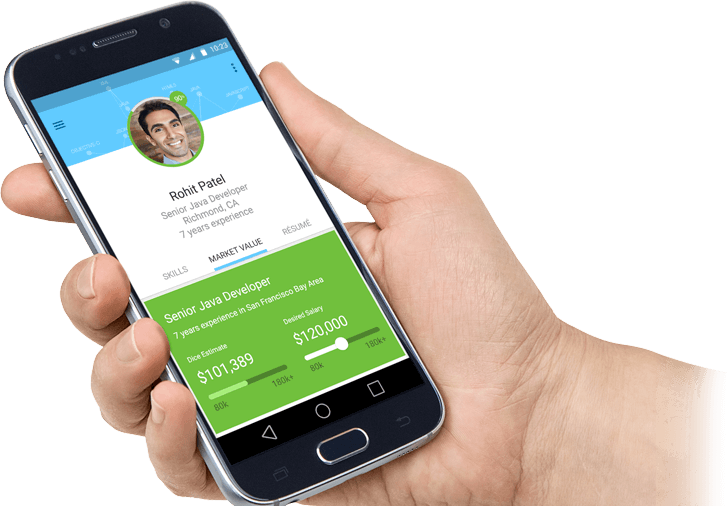 10:23
90
Rohit Patel
Senior Java Developer
Richmond, CA
7 years experience
SKILLS
MARKET VALUE
RÉSUMÉ
Senior Java Developer
7 years experience in San Francisco Bay Area
Dice Estimate
Desired Salary
$101,389
$120,000
80k
180k+
80k
180k+